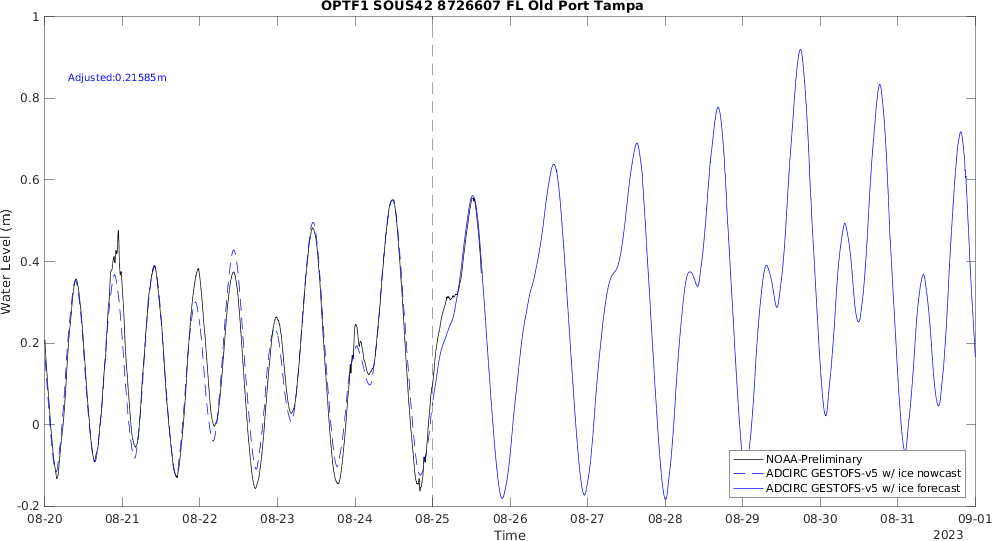 OPTF1 SOUS42 8726607 FL Old Port Tampa
Adjusted:0.21585m
Water Level (m)
1
0.8
0.6
0.4
0.2
0
-0.2
08-20 08-21 08-22 08-23 08-24 08-25 08-26 08-27 08-28 08-29 08-30 08-31 09-01
Time
2023
NOAA-Preliminary
ADCIRC GESTOFS-v5 w/ ice nowcast
ADCIRC GESTOFS-v5 w/ ice forecast